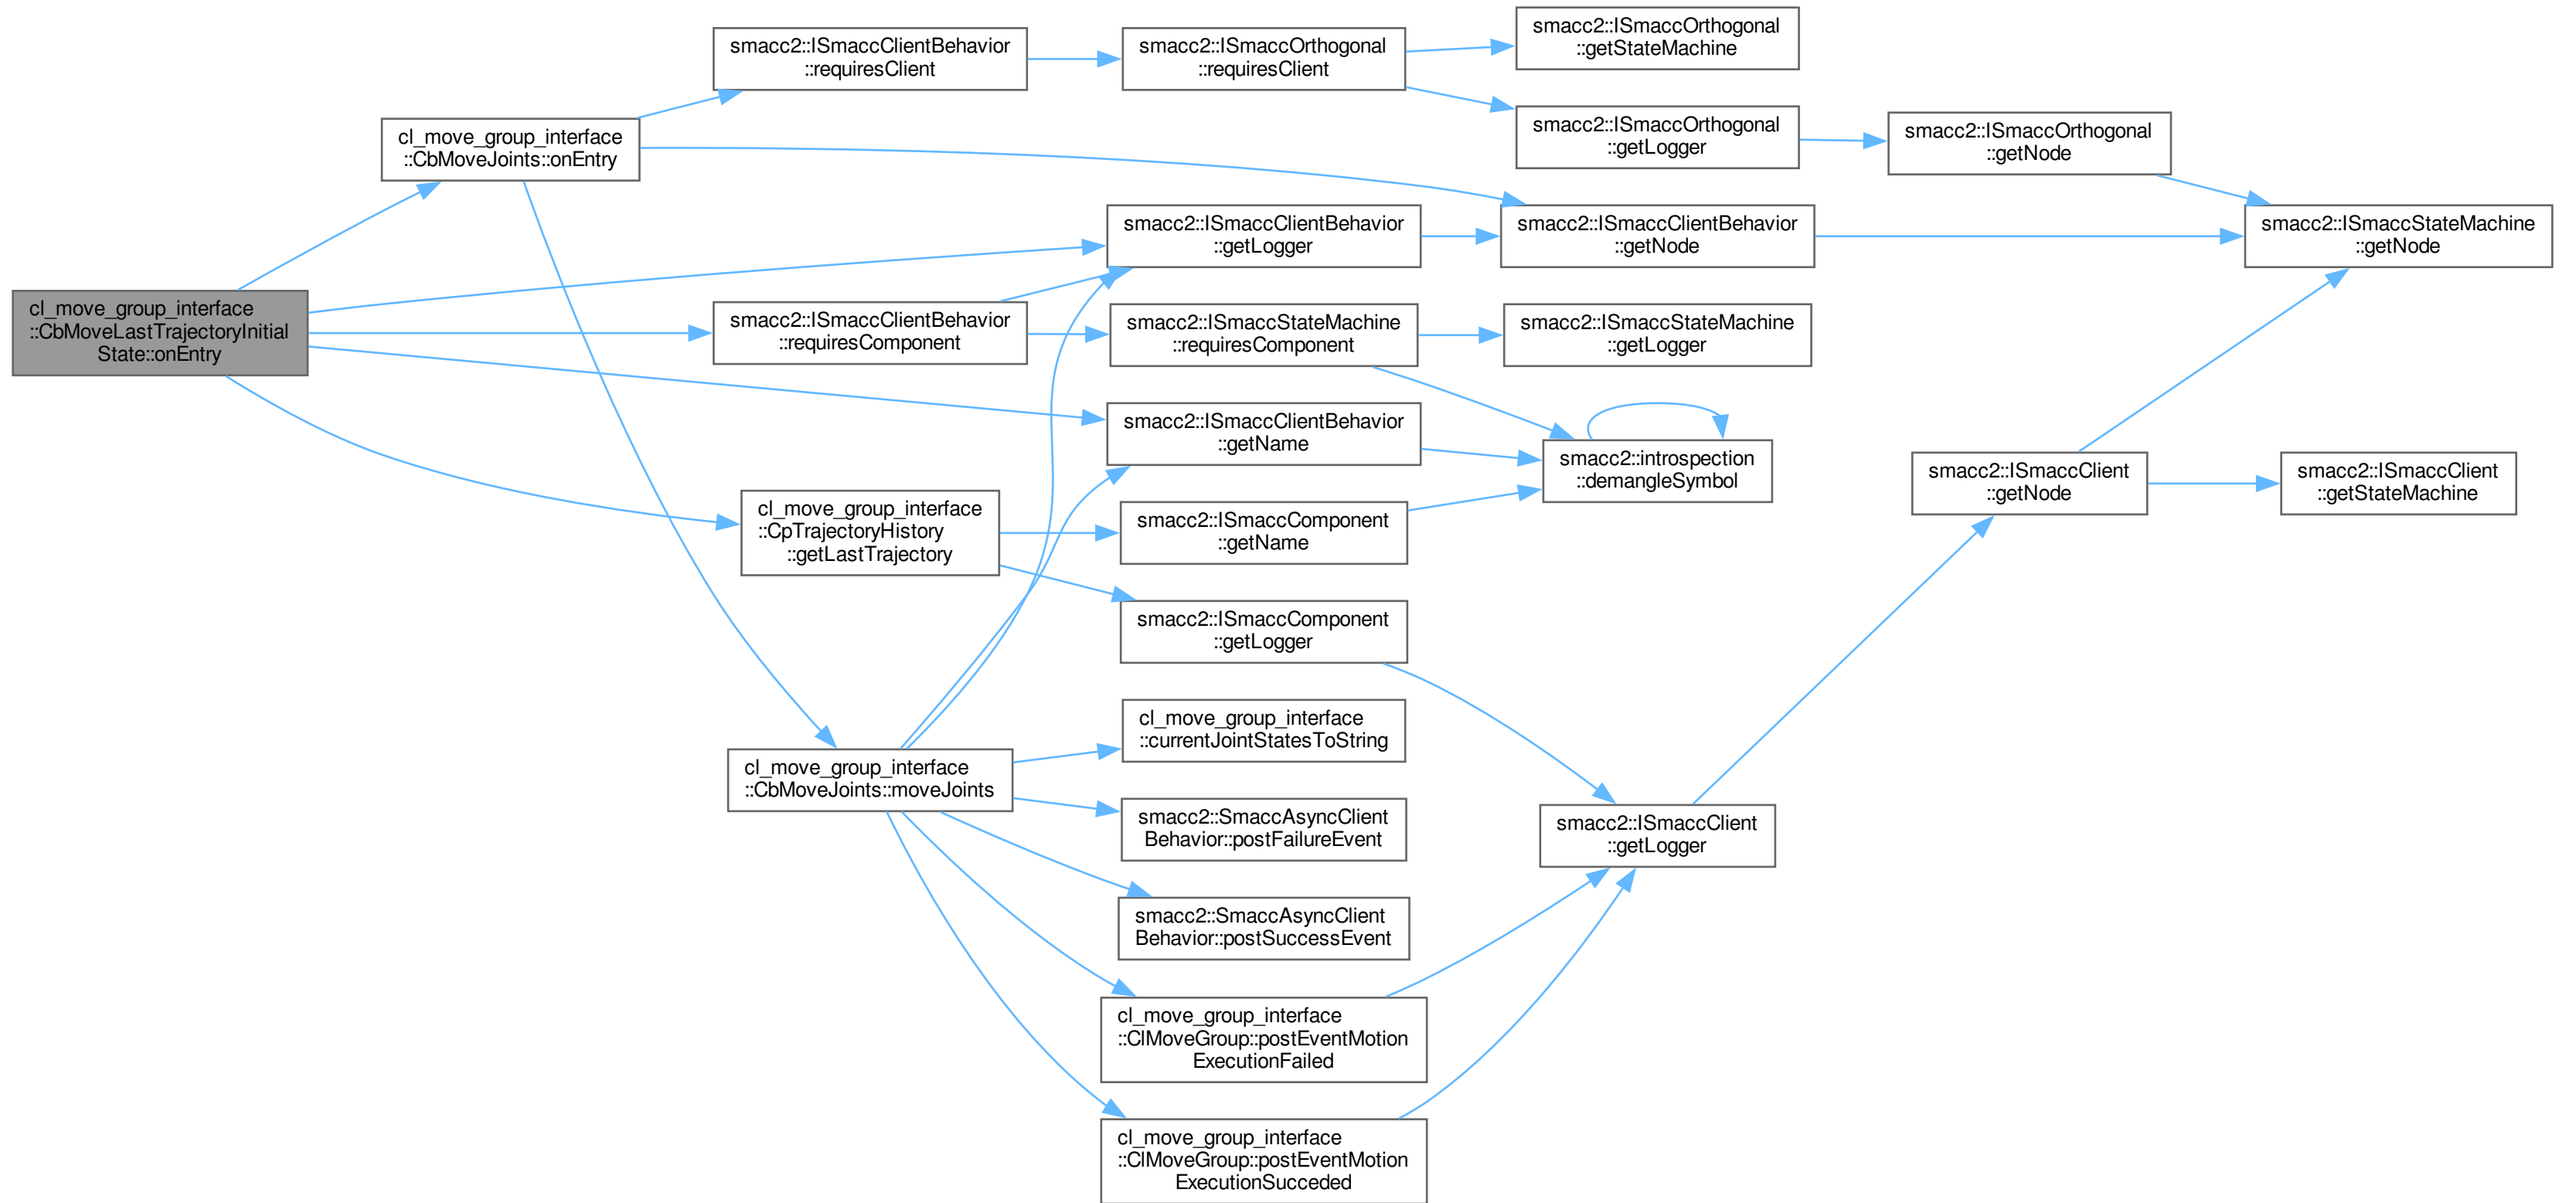 cl_move_group_interface
::CbMoveLastTrajectoryInitial
State::onEntry
cl_move_group_interface
::CbMoveJoints::onEntry
smacc2::ISmaccClientBehavior
::requiresClient
smacc2::ISmaccOrthogonal
::requiresClient
smacc2::ISmaccOrthogonal
::getStateMachine
smacc2::ISmaccOrthogonal
::getLogger
smacc2::ISmaccOrthogonal
::getNode
smacc2::ISmaccClientBehavior
::getLogger
smacc2::ISmaccClientBehavior
::getNode
smacc2::ISmaccStateMachine
::getNode
smacc2::ISmaccClientBehavior
::requiresComponent
smacc2::ISmaccStateMachine
::requiresComponent
smacc2::ISmaccStateMachine
::getLogger
smacc2::ISmaccClientBehavior
::getName
smacc2::introspection
::demangleSymbol
cl_move_group_interface
::CpTrajectoryHistory
::getLastTrajectory
smacc2::ISmaccComponent
::getName
smacc2::ISmaccComponent
::getLogger
smacc2::ISmaccClient
::getNode
smacc2::ISmaccClient
::getStateMachine
cl_move_group_interface
::CbMoveJoints::moveJoints
cl_move_group_interface
::currentJointStatesToString
smacc2::SmaccAsyncClient
Behavior::postFailureEvent
smacc2::ISmaccClient
::getLogger
smacc2::SmaccAsyncClient
Behavior::postSuccessEvent
cl_move_group_interface
::ClMoveGroup::postEventMotion
ExecutionFailed
cl_move_group_interface
::ClMoveGroup::postEventMotion
ExecutionSucceded